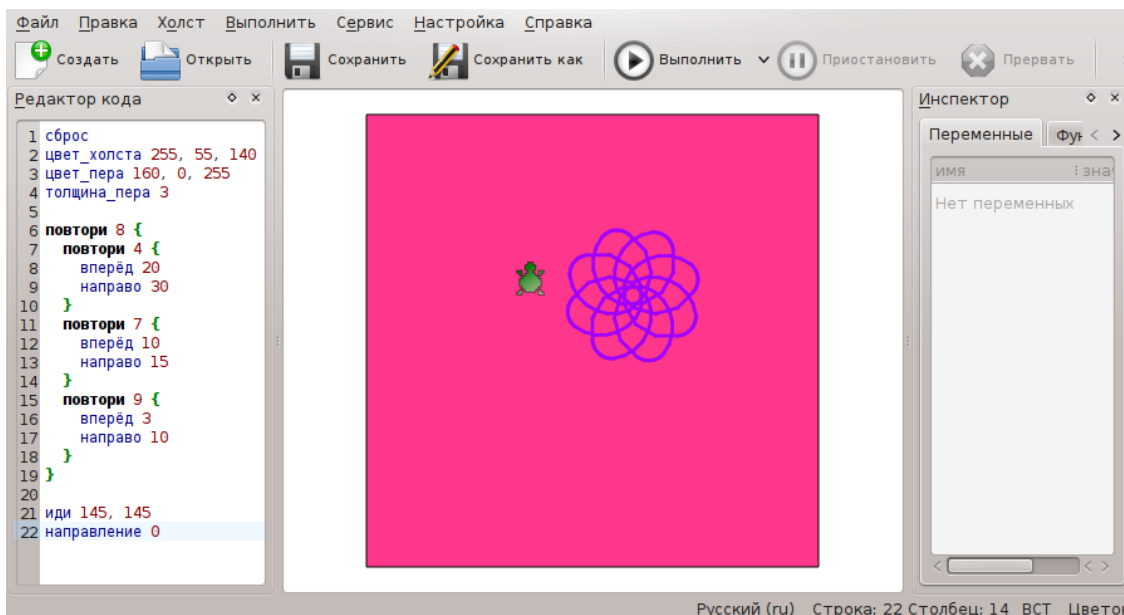 Файл Правка Холст Выполнить Сервис Настройка Справка
Создать Открыть Сохранить Сохранить как Выполнить Приостановить Прервать
Редактор кода
1 сброс
2 цвет_холста 255, 55, 140
3 цвет_пера 160, 0, 255
4 толщина_пера 3
5
6 повтори 8 {
7 повтори 4 {
8 вперёд 20
9 направо 30
10 }
11 повтори 7 {
12 вперёд 10
13 направо 15
14 }
15 повтори 9 {
16 вперёд 3
17 направо 10
18 }
19 }
20
21 иди 145, 145
22 направление 0
Инспектор
Переменные Фун
имя зна
Нет переменных
Русский (ru) Строка: 22 Столбец: 14 ВСТ Цветок